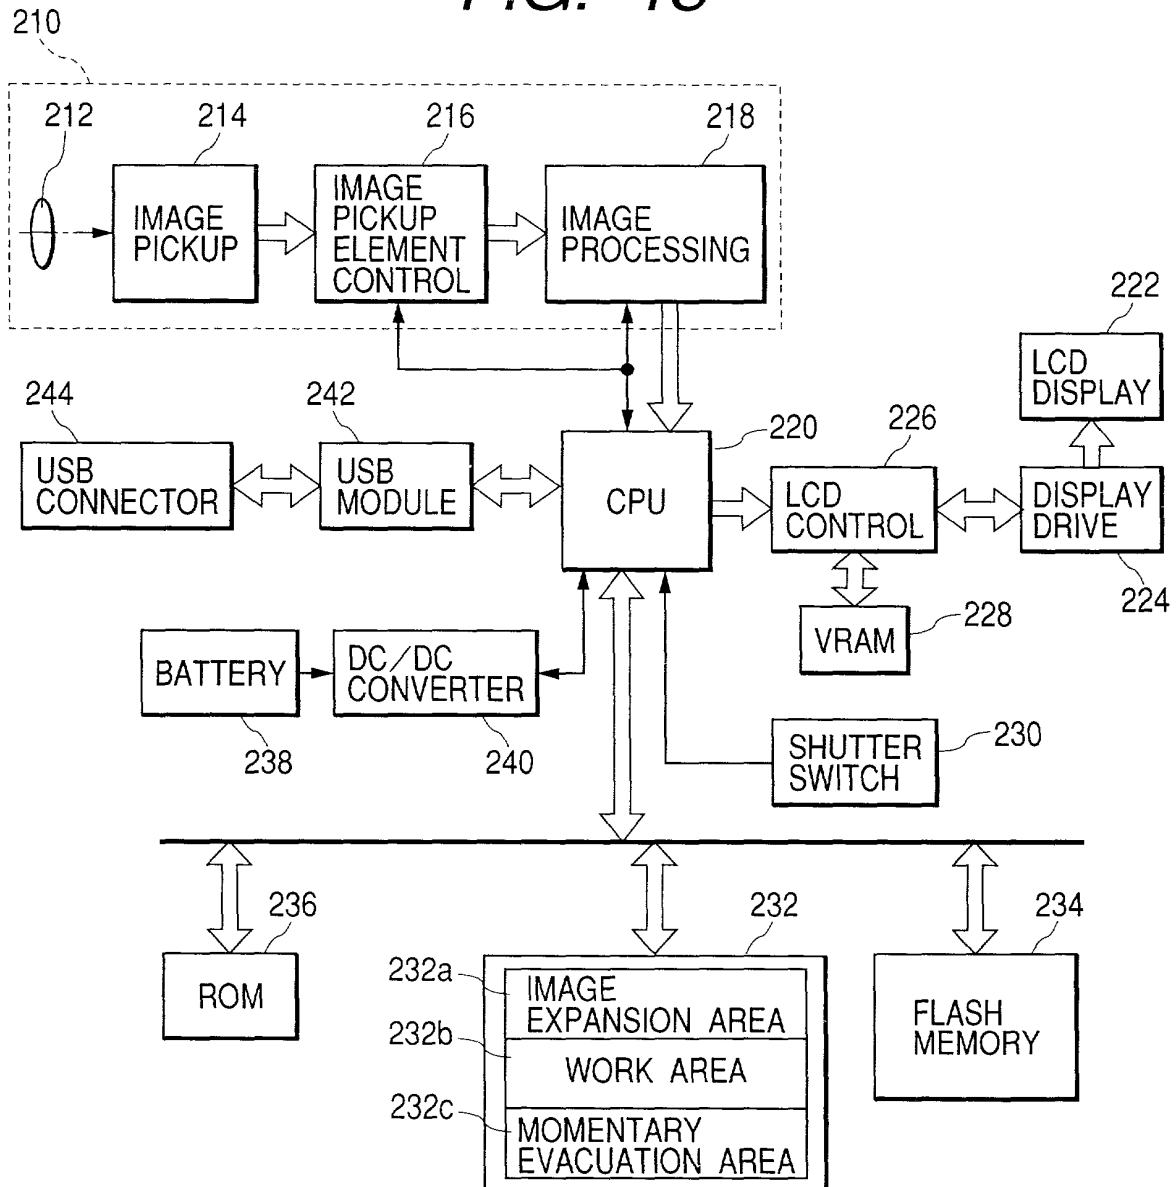 210
212
214
216
218
IMAGE
PICKUP
IMAGE
PICKUP
ELEMENT
CONTROL
IMAGE
PROCESSING
222
LCD
DISPLAY
244
242
220
226
USB
CONNECTOR
USB
MODULE
CPU
LCD
CONTROL
DISPLAY
DRIVE
224
228
VRAM
BATTERY
DC/DC
CONVERTER
238
240
230
SHUTTER
SWITCH
236
232
234
ROM
232a
IMAGE
EXPANSION AREA
232b
WORK AREA
232c
MOMENTARY
EVACUATION AREA
FLASH
MEMORY